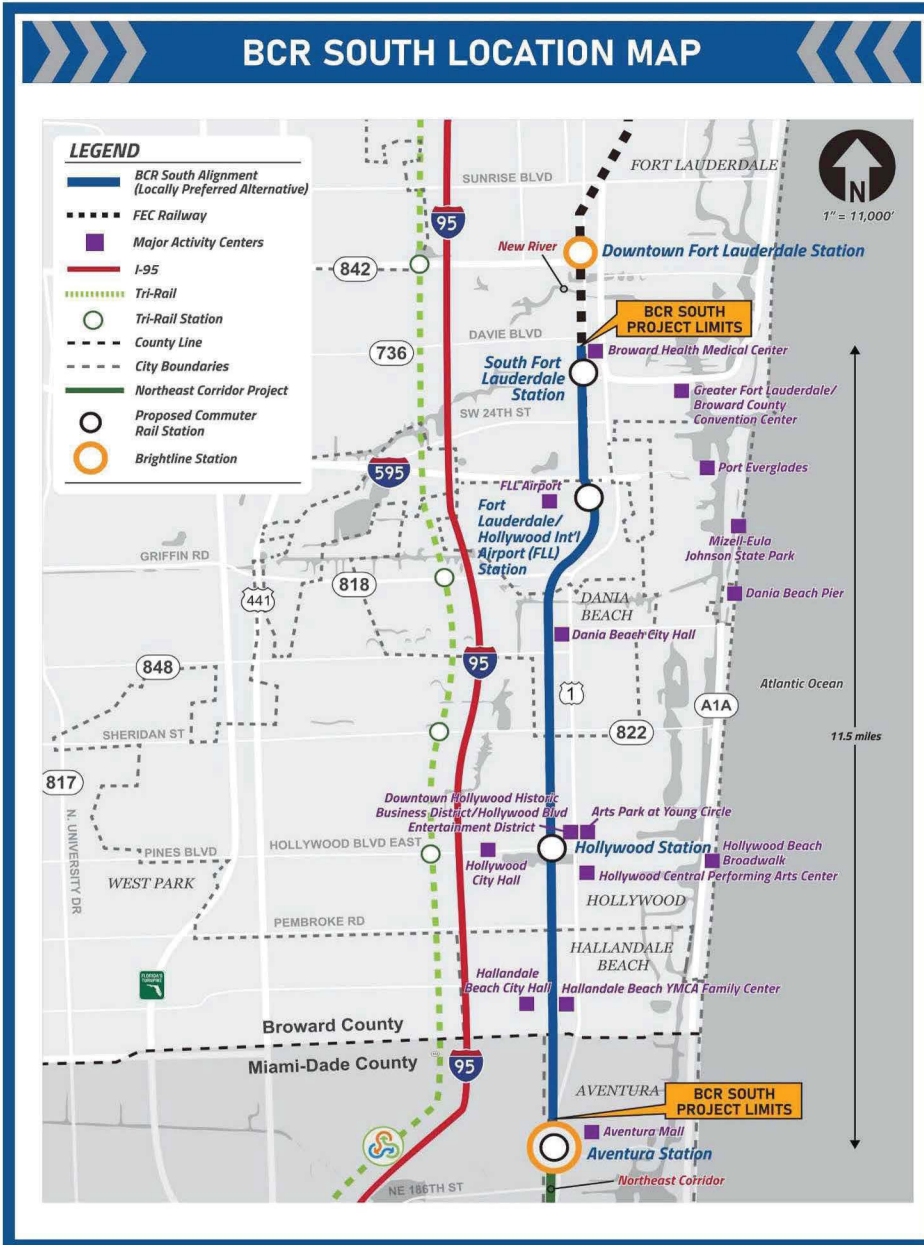 BCR SOUTH LOCATION MAP
LEGEND
BCR South Alignment
(Locally Preferred Alternative)
FEC Railway
Major Activity Centers
I-95
Tri-Rail
Tri-Rail Station
County Line
City Boundaries
Northeast Corridor Project
Proposed Commuter
Rail Station
Brightline Station
FORT LAUDERDALE
N
1" = 11,000'
SUNRISE BLVD
95
New River
Downtown Fort Lauderdale Station
842
BCR SOUTH
PROJECT LIMITS
DAVIE BLVD
736
Broward Health Medical Center
South Fort
Lauderdale
Station
Greater Fort Lauderdale/
Broward County
Convention Center
SW 24TH ST
595
Port Everglades
FLL Airport
Fort
Lauderdale/
Hollywood Int'l
Airport (FLL)
Station
Mizell-Eula
Johnson State Park
GRIFFIN RD
818
441
Dania Beach Pier
DANIA
BEACH
Dania Beach City Hall
95
848
1
A1A
Atlantic Ocean
SHERIDAN ST
822
11.5 miles
817
N. UNIVERSITY DR
Downtown Hollywood Historic
Business District/Hollywood Blvd
Entertainment District
Arts Park at Young Circle
PINES BLVD
HOLLYWOOD BLVD EAST
Hollywood Station
Hollywood Beach
Broadwalk
Hollywood
City Hall
Hollywood Central Performing Arts Center
WEST PARK
HOLLYWOOD
PEMBROKE RD
HALLANDALE
BEACH
FLORIDA'S
TURNPIKE
Hallandale
Beach City Hall
Hallandale Beach YMCA Family Center
Broward County
Miami-Dade County
95
AVENTURA
BCR SOUTH
PROJECT LIMITS
Aventura Mall
Aventura Station
Northeast Corridor
NE 186TH ST